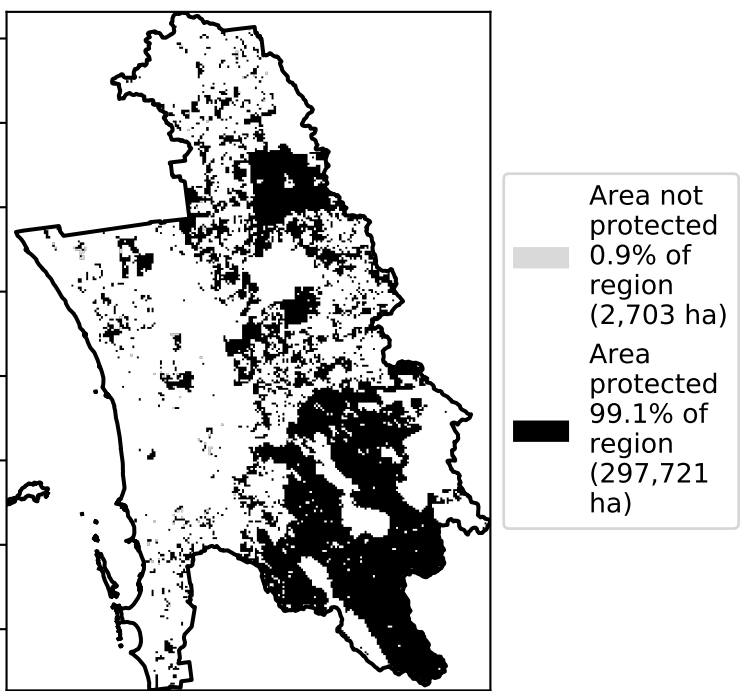 Area not
protected
0.9% of
region
(2,703 ha)
Area
protected
99.1% of
region
(297,721
ha)